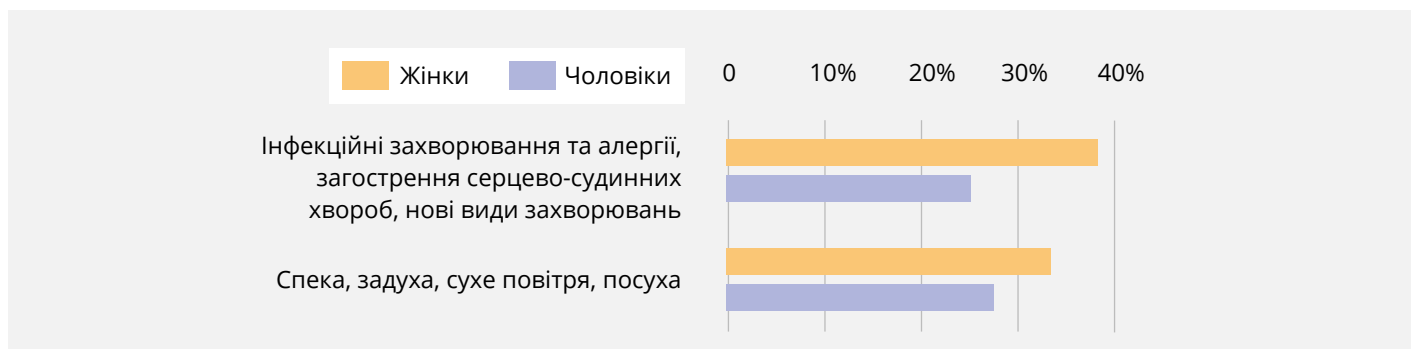 Жінки
Чоловіки
0
10%
20%
30%
40%
Інфекційні захворювання та алергії,
загострення серцево-судинних
хвороб, нові види захворювань
Спека, задуха, сухе повітря, посуха